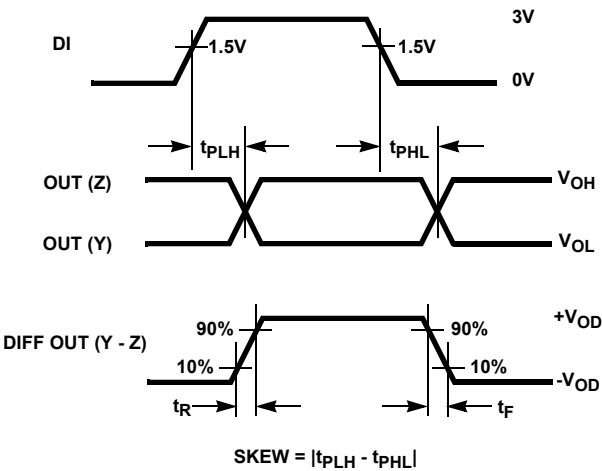 3V
DI
1.5V
1.5V
0V
tPLH
tPHL
OUT (Z)
VOH
OUT (Y)
VOL
+VOD
90%
90%
DIFF OUT (Y - Z)
10%
10%
-VOD
tR
tF
SKEW = |tPLH - tPHL|